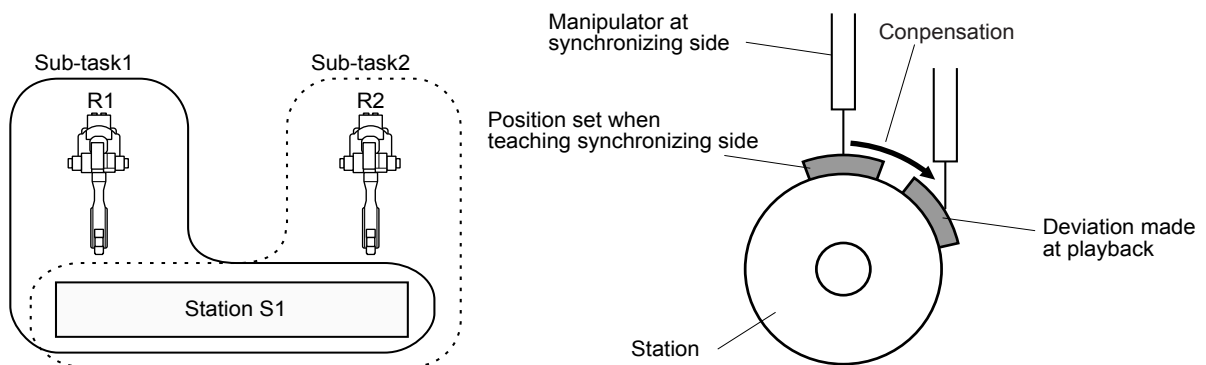 Sub-task1
Sub-task2
R1
R2
Station S1
Manipulator at
synchronizing side
Conpensation
Position set when
teaching synchronizing side
Deviation made
at playback
Station